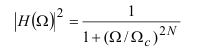 |H(Ω)|² = 1 / (1+(Ω/Ω_c)^{2N})